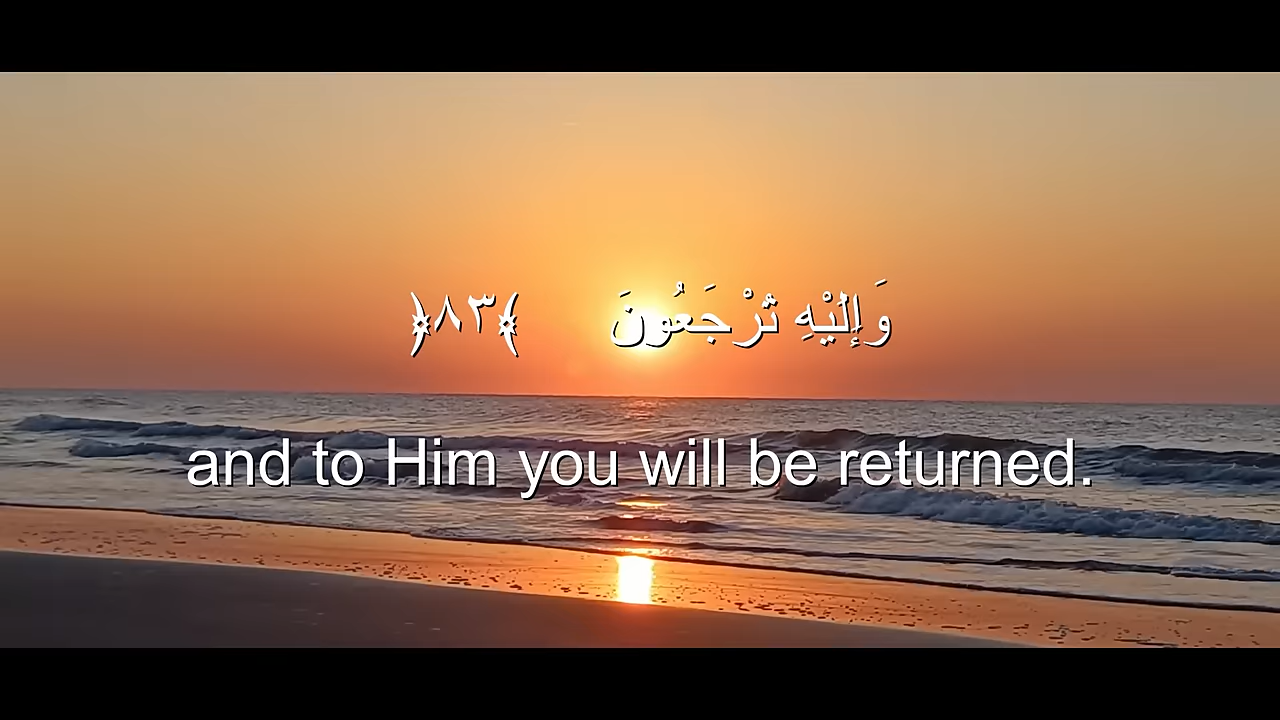 وَإِلَيْهِ تُرْجَعُونَ ﴿٨٣﴾
and to Him you will be returned.